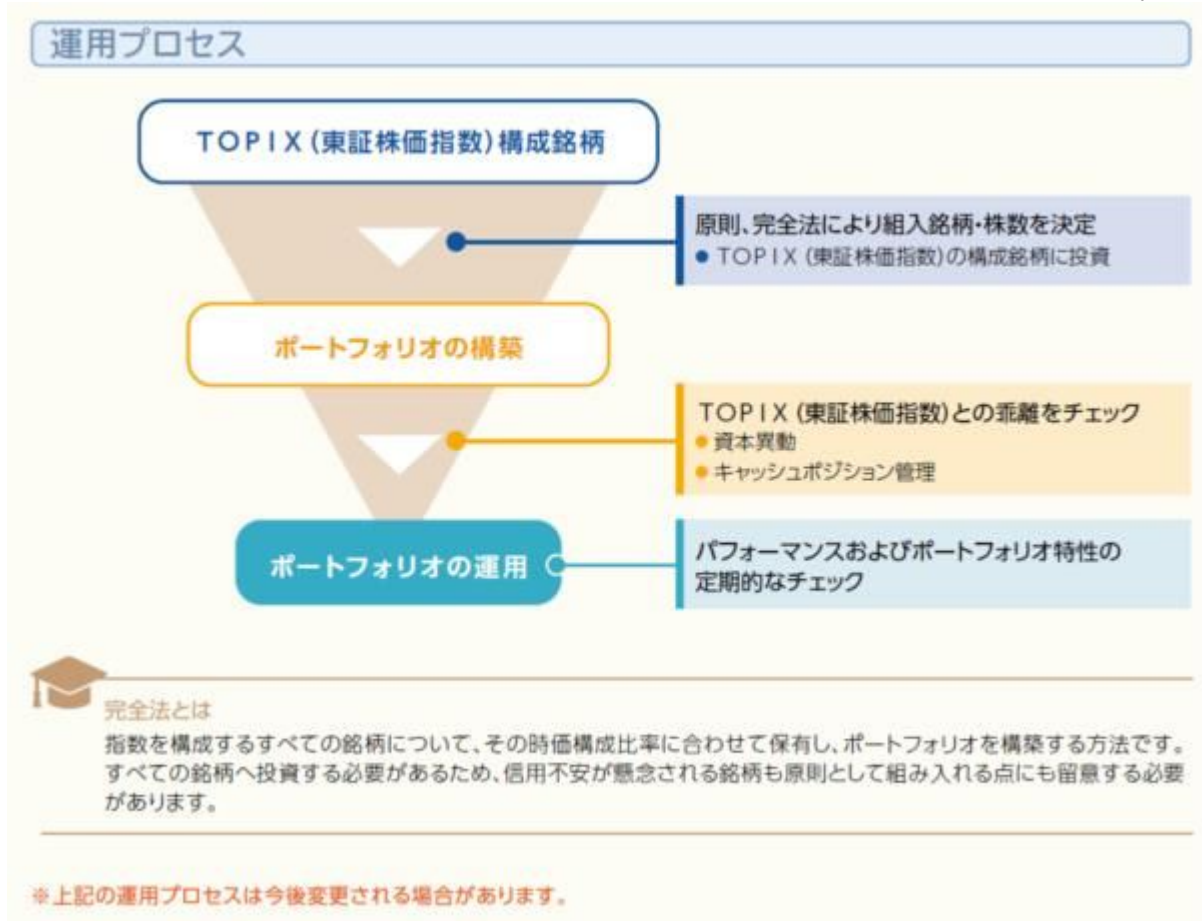 運用プロセス
TOPIX(東証株価指数)構成銘柄
原則、完全法により組入銘柄・株数を決定
● TOPIX(東証株価指数)の構成銘柄に投資
ポートフォリオの構築
TOPIX(東証株価指数)との乖離をチェック
● 資本異動
● キャッシュポジション管理
ポートフォリオの運用
パフォーマンスおよびポートフォリオ特性の
定期的なチェック
完全法とは
指数を構成するすべての銘柄について、その時価構成比率に合わせて保有し、ポートフォリオを構築する方法です。
すべての銘柄へ投資する必要があるため、信用不安が懸念される銘柄も原則として組み入れる点にも留意する必要
があります。
※上記の運用プロセスは今後変更される場合があります。